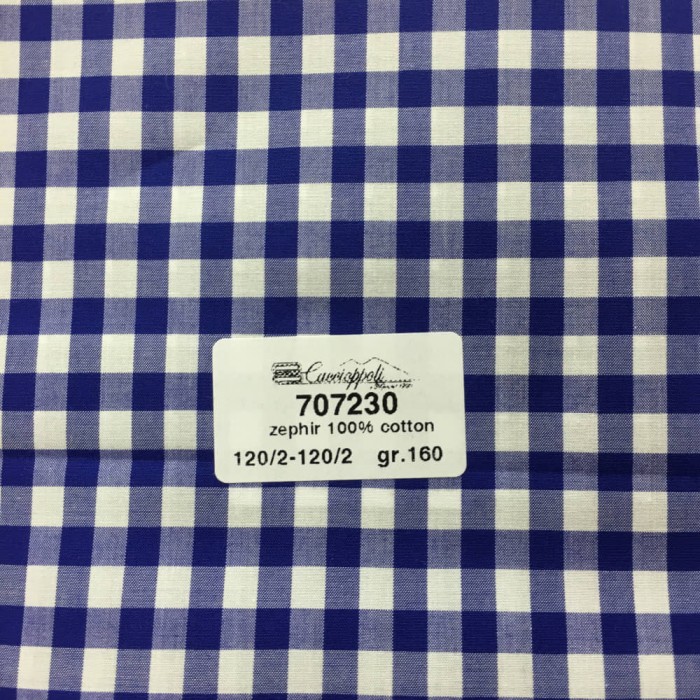 Caccioppoli
707230
zephir 100% cotton
120/2-120/2 gr.160